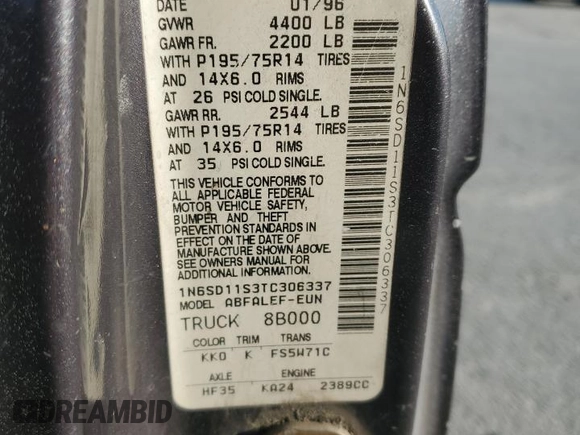 DATE 01/96
GVWR 4400 LB
GAWR FR. 2200 LB
WITH P195/75R14 TIRES
AND 14X6.0 RIMS
AT 26 PSI COLD SINGLE.
GAWR RR. 2544 LB
WITH P195/75R14 TIRES
AND 14X6.0 RIMS
AT 35 PSI COLD SINGLE.
THIS VEHICLE CONFORMS TO
ALL APPLICABLE FEDERAL
MOTOR VEHICLE SAFETY,
BUMPER AND THEFT
PREVENTION STANDARDS IN
EFFECT ON THE DATE OF
MANUFACTURE SHOWN ABOVE.
SEE OWNERS MANUAL FOR
ADDITIONAL INFORMATION
1N6SD11S3TC306337
MODEL ABFALEF-EUN
TRUCK 8B000
COLOR TRIM TRANS
KK0 K FS5W71C
AXLE ENGINE
HF35 KA24 2389CC
1N6SD11S3TC306337
DREAMBID